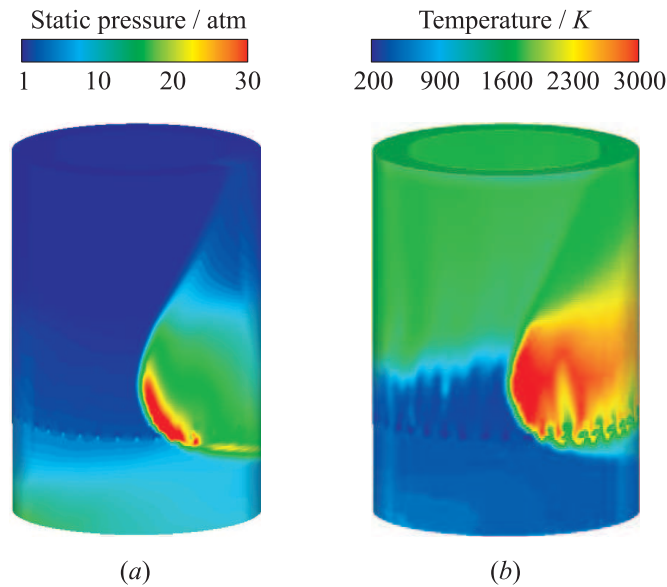 Static pressure / atm
1 10 20 30
Temperature / K
200 900 1600 2300 3000
(a)
(b)